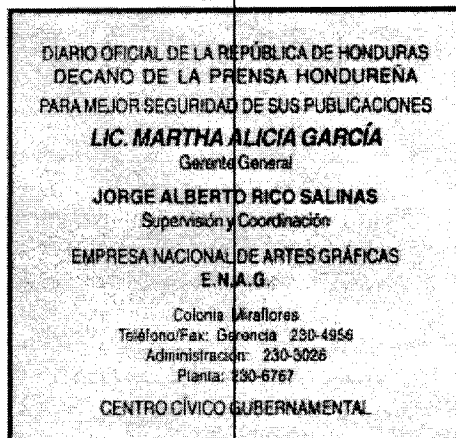 DIARIO OFICIAL DE LA REPÚBLICA DE HONDURAS
DECANO DE LA PRENSA HONDUREÑA
PARA MEJOR SEGURIDAD DE SUS PUBLICACIONES
LIC. MARTHA ALICIA GARCÍA
Gerente General
JORGE ALBERTO RICO SALINAS
Supervisión y Coordinación
EMPRESA NACIONAL DE ARTES GRÁFICAS
E.N.A.G.
Colonia Miraflores
Teléfono/Fax: Gerencia 230-4956
Administración: 230-3026
Planta: 230-6767
CENTRO CÍVICO GUBERNAMENTAL